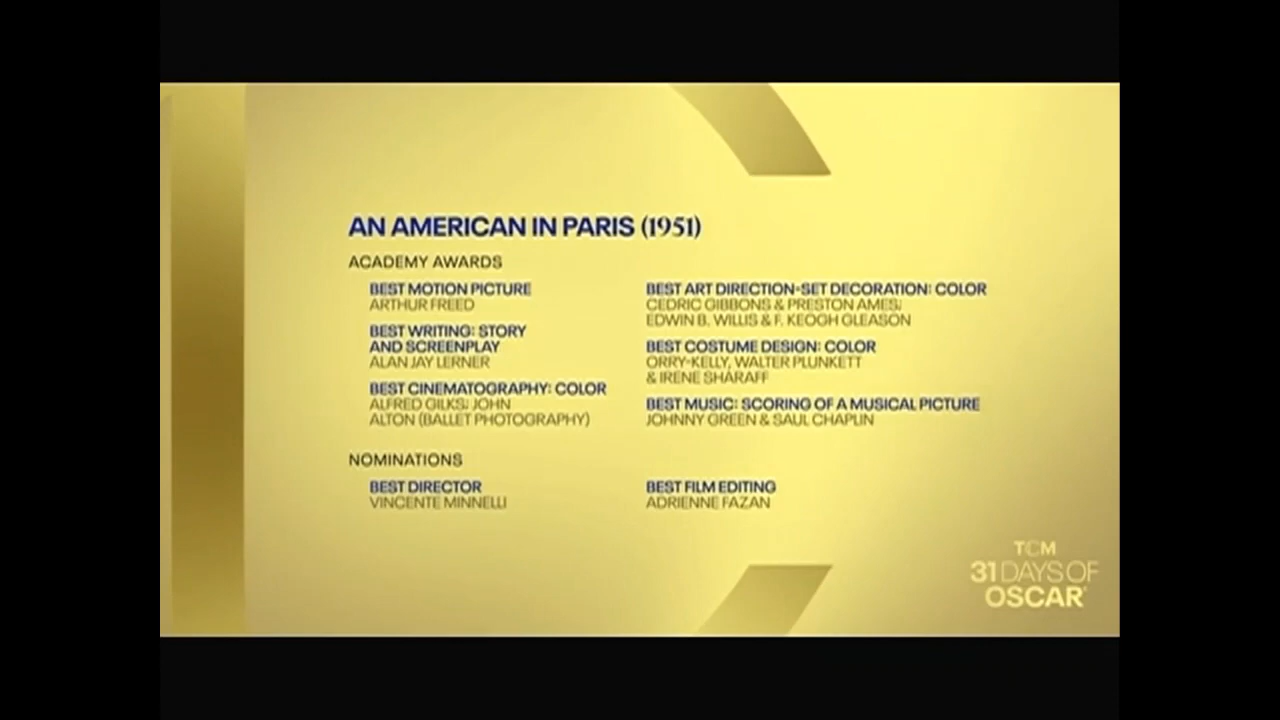 AN AMERICAN IN PARIS (1951)
ACADEMY AWARDS
BEST MOTION PICTURE
ARTHUR FREED
BEST WRITING: STORY
AND SCREENPLAY
ALAN JAY LERNER
BEST CINEMATOGRAPHY: COLOR
ALFRED GILKS; JOHN
ALTON (BALLET PHOTOGRAPHY)
BEST ART DIRECTION-SET DECORATION: COLOR
CEDRIC GIBBONS & PRESTON AMES;
EDWIN B. WILLIS & F. KEOGH GLEASON
BEST COSTUME DESIGN: COLOR
ORRY-KELLY, WALTER PLUNKETT
& IRENE SHARAFF
BEST MUSIC: SCORING OF A MUSICAL PICTURE
JOHNNY GREEN & SAUL CHAPLIN
NOMINATIONS
BEST DIRECTOR
VINCENTE MINNELLI
BEST FILM EDITING
ADRIENNE FAZAN
TCM
31 DAYS OF
OSCAR®